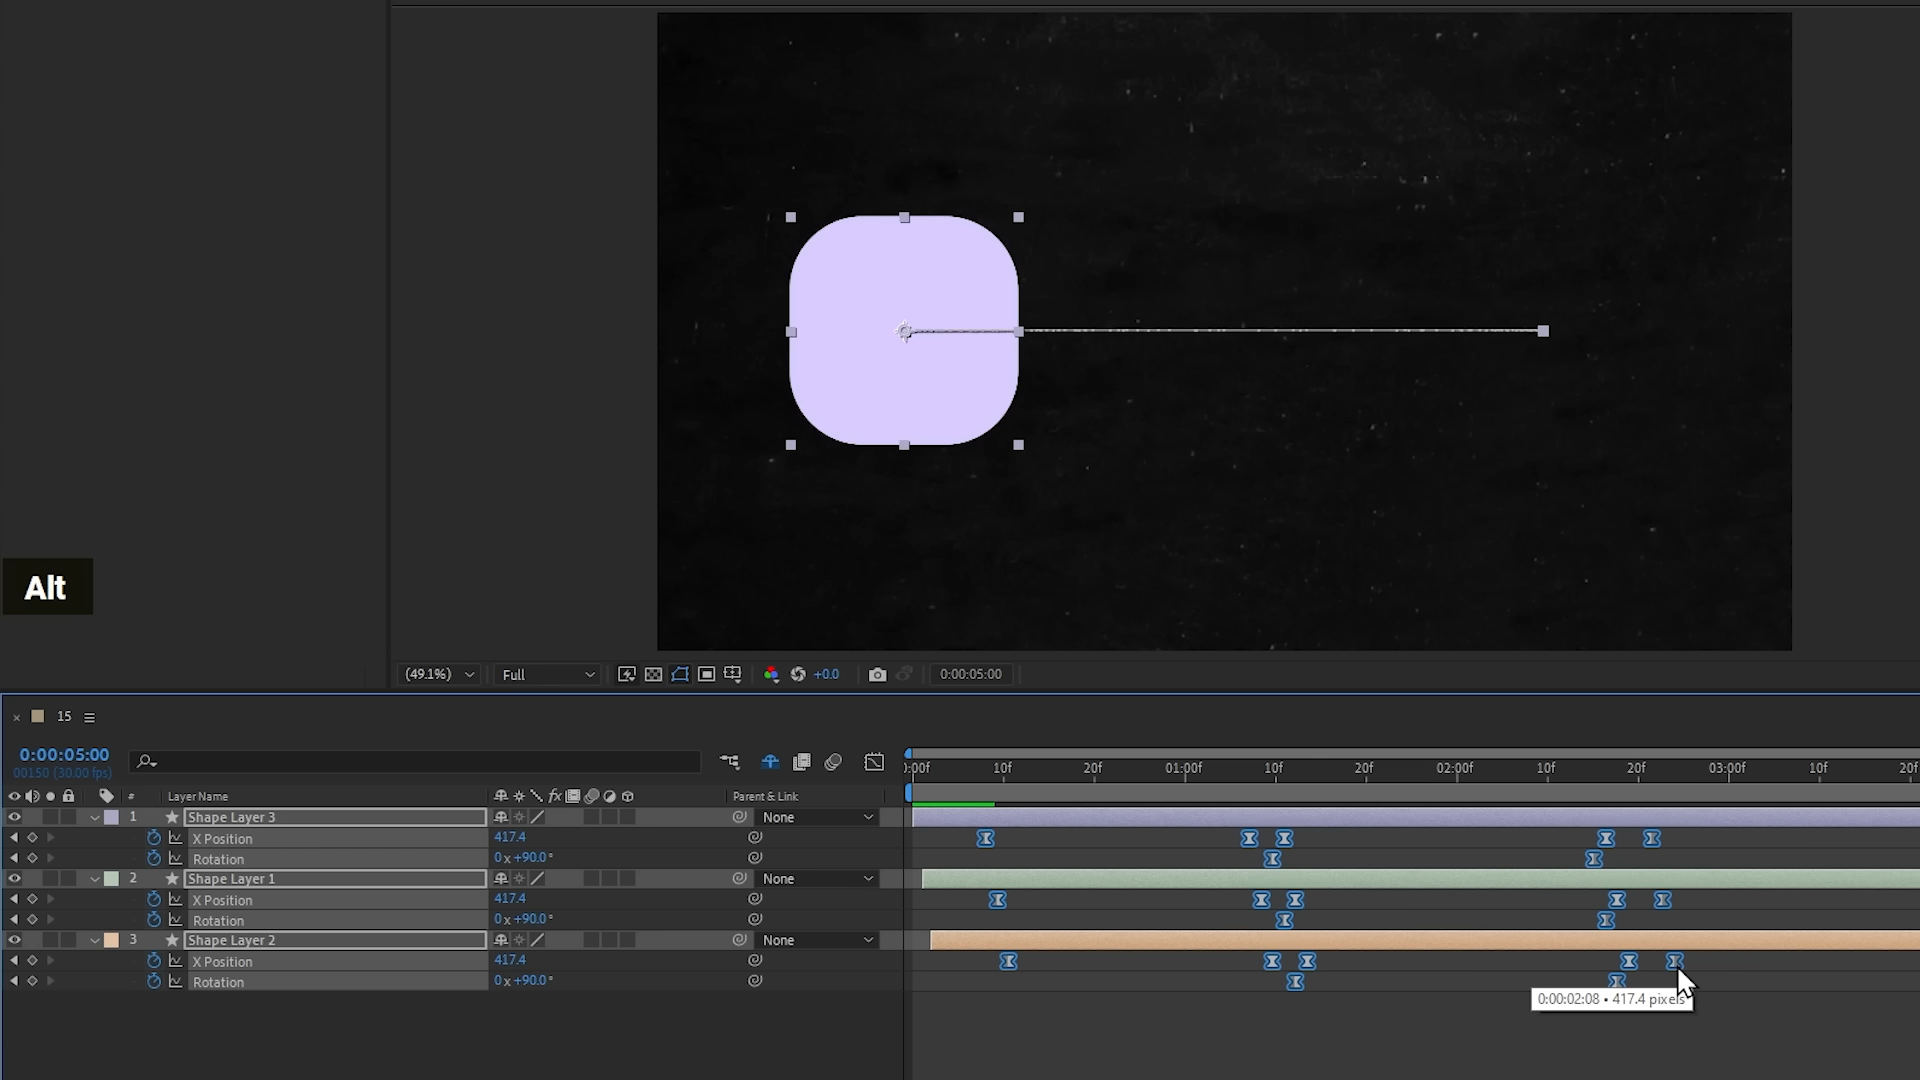 Alt
(49.1%)
Full
+0.0
0:00:05:00
15
0:00:05:00
00150 (30.00 fps)
:00f 10f 20f 01:00f 10f 20f 02:00f 10f 20f 03:00f 10f 20f
# Layer Name fx Parent & Link
1 Shape Layer 3 None
X Position 417.4
Rotation 0x+90.0°
2 Shape Layer 1 None
X Position 417.4
Rotation 0x+90.0°
3 Shape Layer 2 None
X Position 417.4
Rotation 0x+90.0°
0:00:02:08 • 417.4 pixels